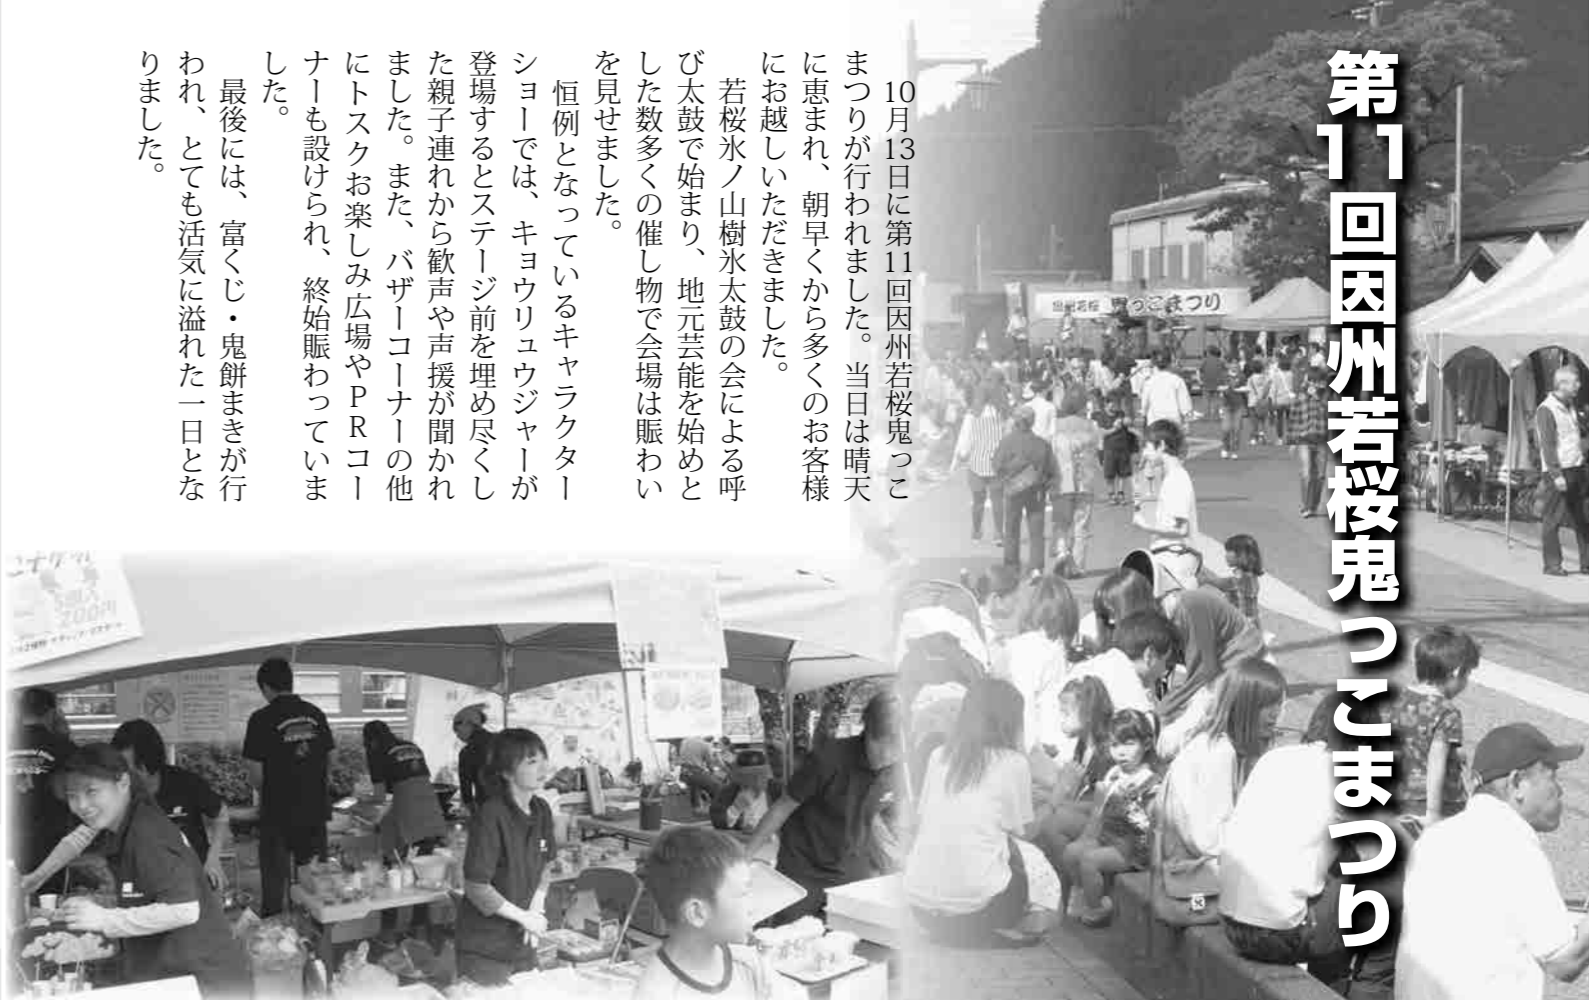 第11回因州若桜鬼っこまつり
10月13日に第11回因州若桜鬼っこ
まつりが行われました。当日は晴天
に恵まれ、朝早くから多くのお客様
にお越しいただきました。
若桜氷ノ山樹氷太鼓の会による呼
び太鼓で始まり、地元芸能を始めと
した数多くの催し物で会場は賑わい
を見せました。
恒例となっているキャラクター
ショーでは、キョウリュウジャーが
登場するとステージ前を埋め尽くし
た親子連れから歓声や声援が聞かれ
ました。また、バザーコーナーの他
にトスクお楽しみ広場やPRコー
ナーも設けられ、終始賑わっていま
した。
最後には、富くじ・鬼餅まきが行
われ、とても活気に溢れた一日とな
りました。
因州若桜 鬼っこまつり
5個入
200円